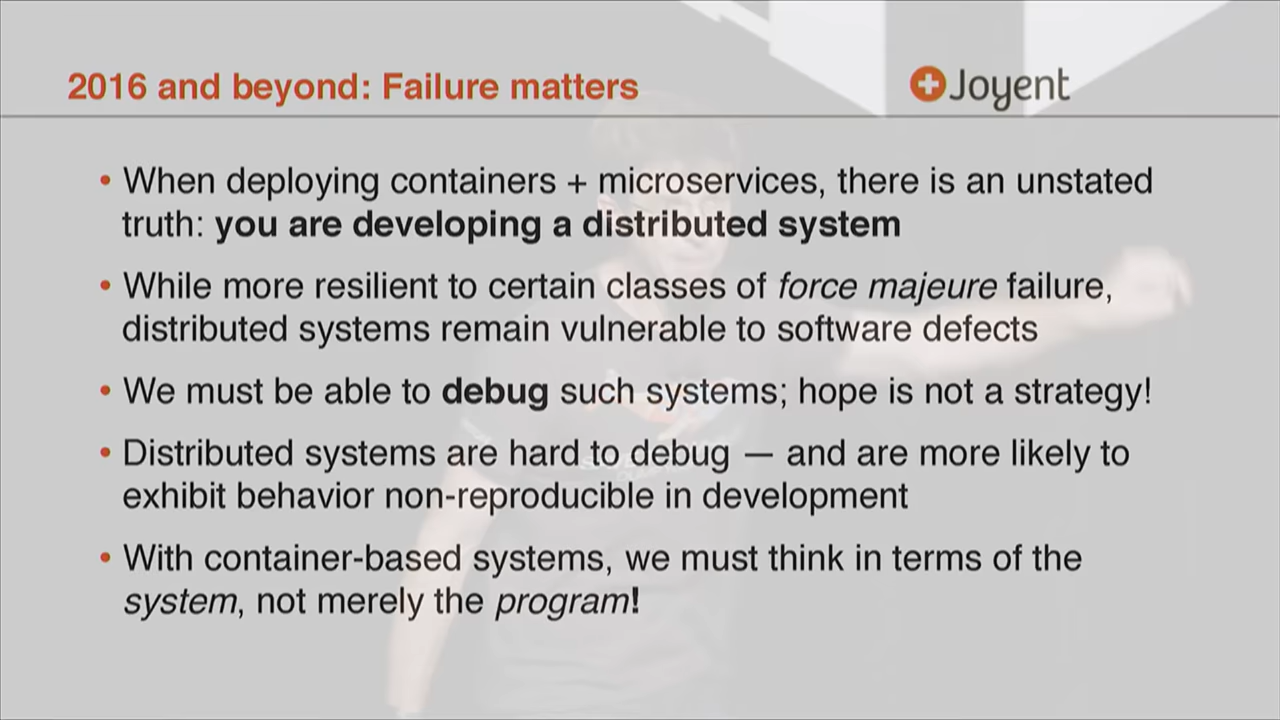 2016 and beyond: Failure matters
Joyent
• When deploying containers + microservices, there is an unstated
truth: you are developing a distributed system
• While more resilient to certain classes of force majeure failure,
distributed systems remain vulnerable to software defects
• We must be able to debug such systems; hope is not a strategy!
• Distributed systems are hard to debug — and are more likely to
exhibit behavior non-reproducible in development
• With container-based systems, we must think in terms of the
system, not merely the program!